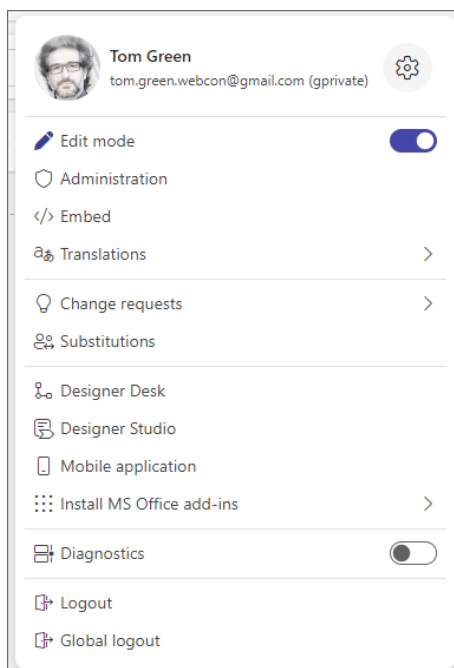 Tom Green
tom.green.webcon@gmail.com (gprivate)
Edit mode
Administration
</> Embed
Translations
Change requests
Substitutions
Designer Desk
Designer Studio
Mobile application
Install MS Office add-ins
Diagnostics
Logout
Global logout